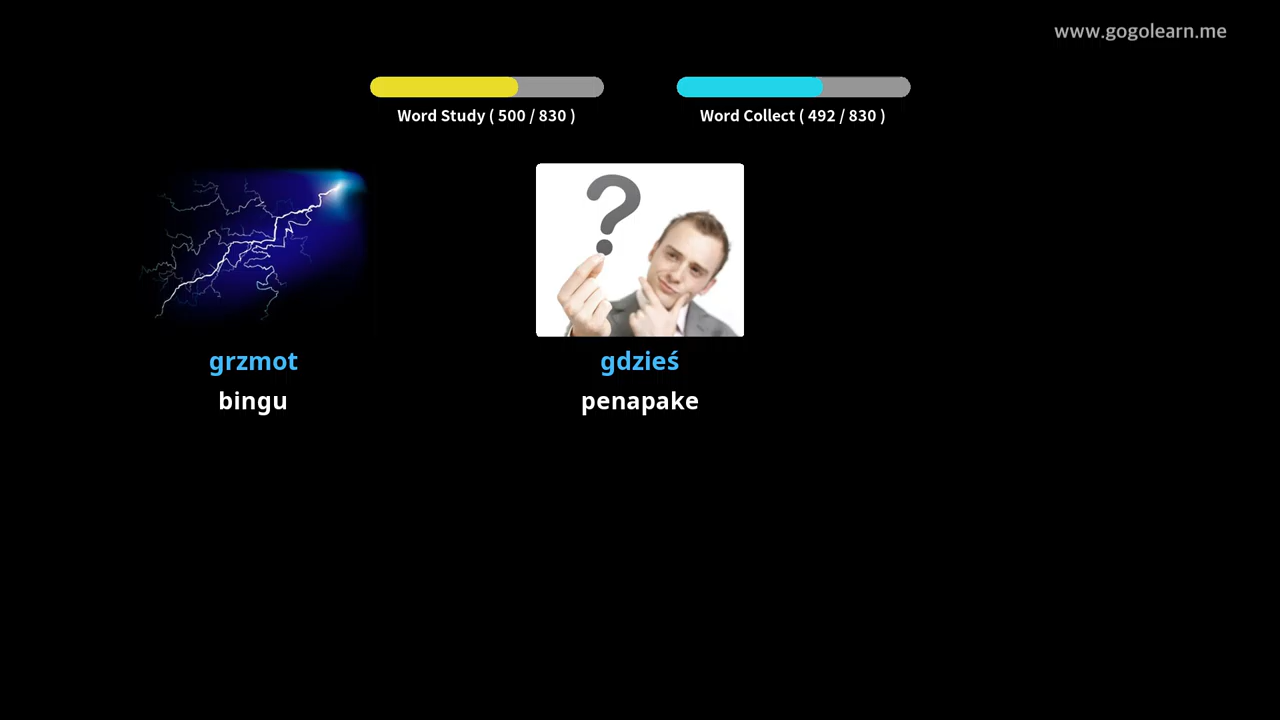 www.gogolearn.me
Word Study ( 500 / 830 )
Word Collect ( 492 / 830 )
grzmot
bingu
gdzieś
penapake